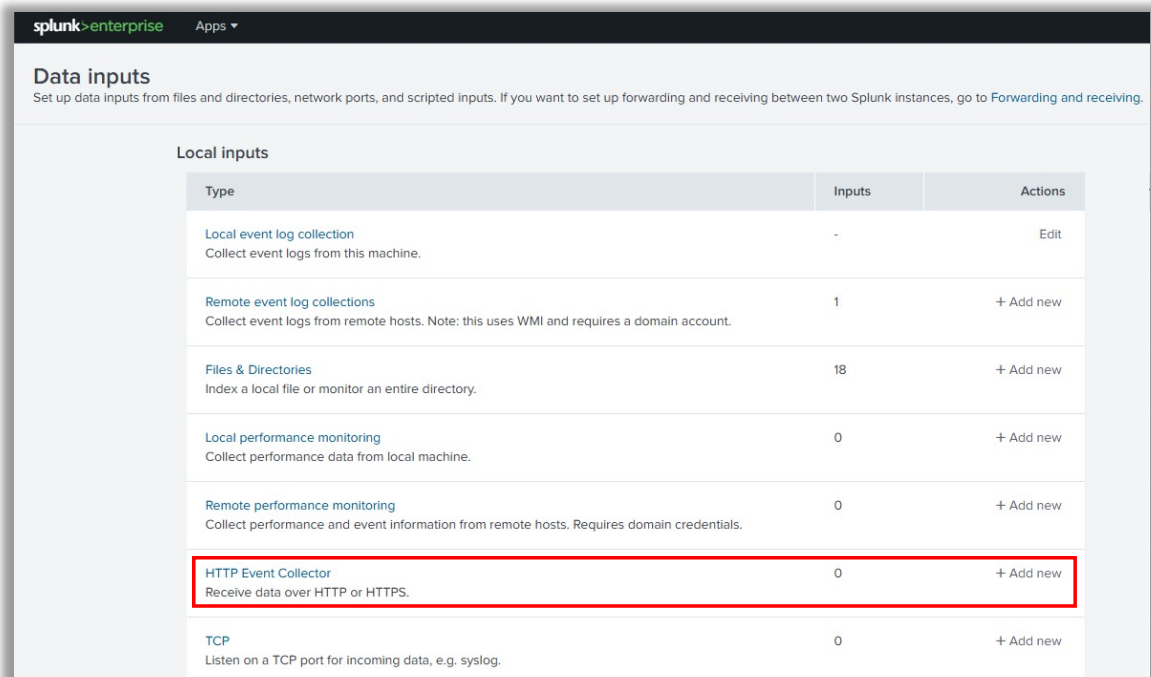 splunk>enterprise Apps
Data inputs
Set up data inputs from files and directories, network ports, and scripted inputs. If you want to set up forwarding and receiving between two Splunk instances, go to Forwarding and receiving.
Local inputs
Type Inputs Actions
Local event log collection - Edit
Collect event logs from this machine.
Remote event log collections 1 + Add new
Collect event logs from remote hosts. Note: this uses WMI and requires a domain account.
Files & Directories 18 + Add new
Index a local file or monitor an entire directory.
Local performance monitoring 0 + Add new
Collect performance data from local machine.
Remote performance monitoring 0 + Add new
Collect performance and event information from remote hosts. Requires domain credentials.
HTTP Event Collector 0 + Add new
Receive data over HTTP or HTTPS.
TCP 0 + Add new
Listen on a TCP port for incoming data, e.g. syslog.